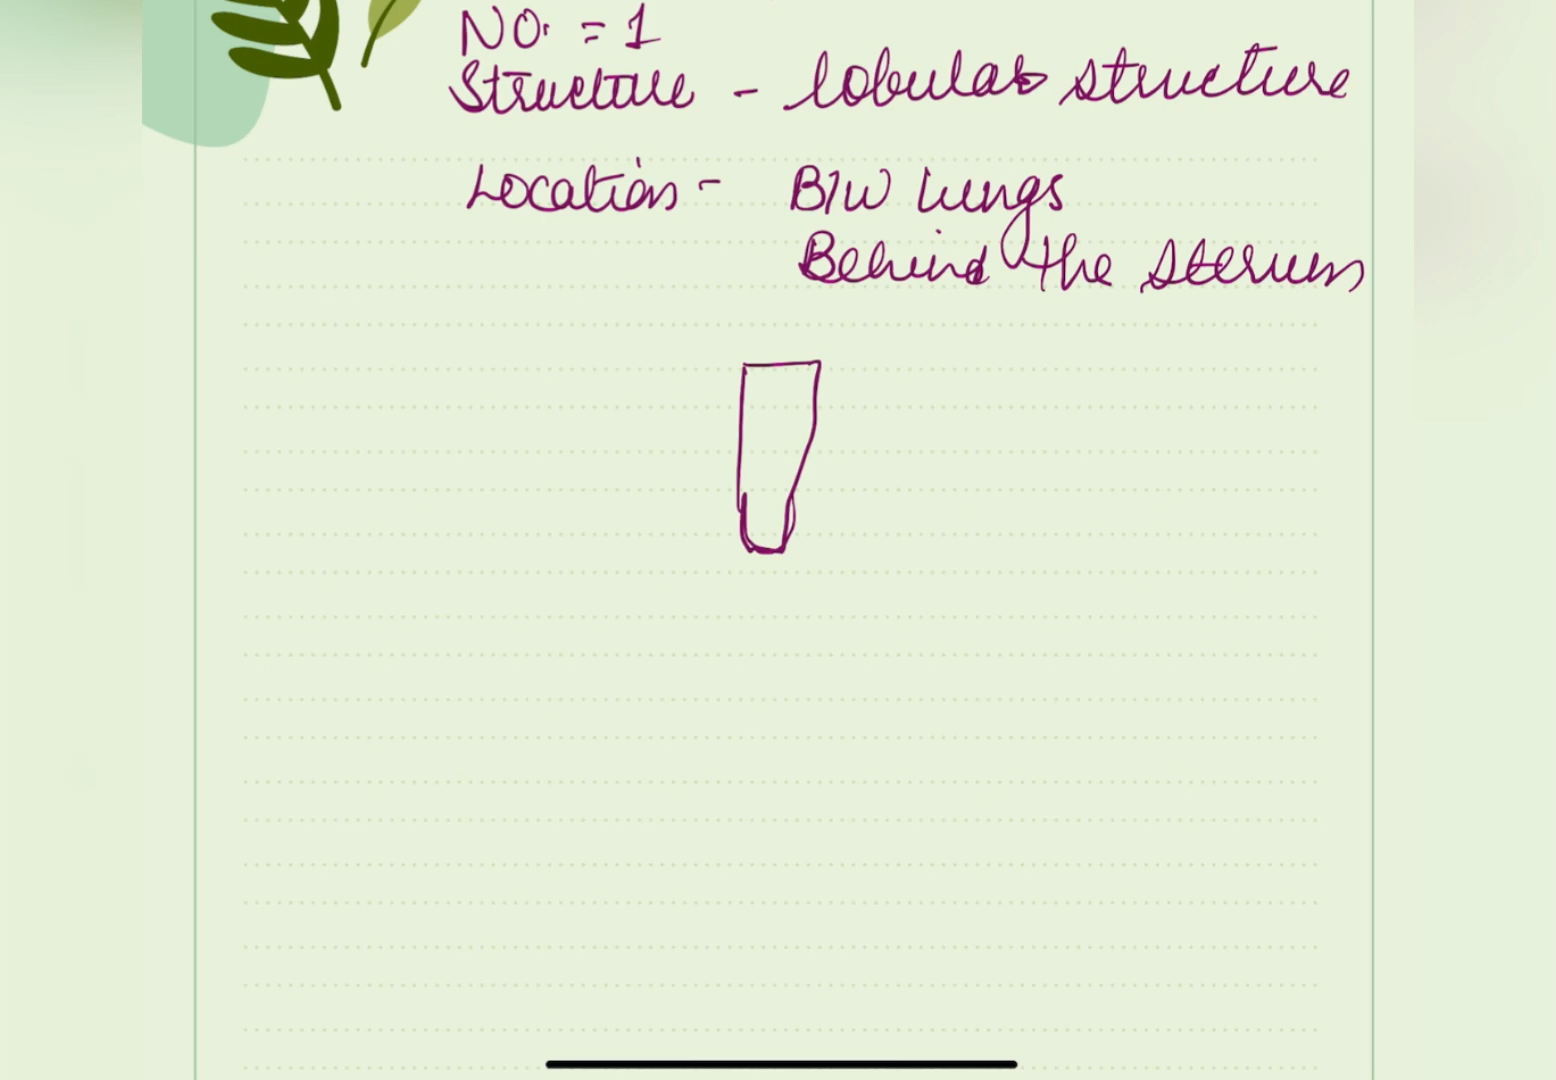 No. = 1
Structure - lobular structure
Location - B/W lungs
Behind the sternum